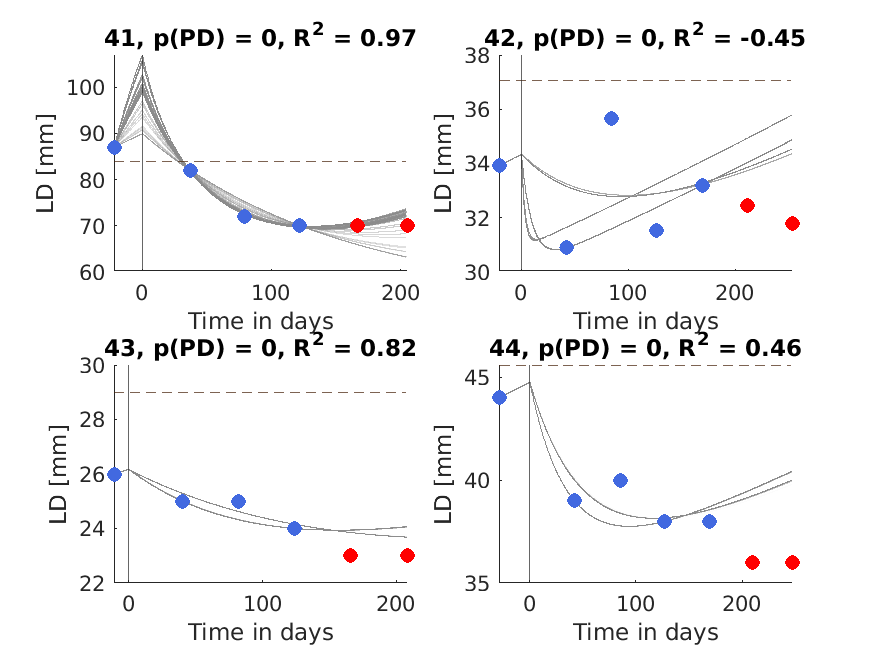 41, p(PD) = 0, R² = 0.97
LD [mm]
100
90
80
70
60
0
100
200
Time in days
42, p(PD) = 0, R² = -0.45
LD [mm]
38
36
34
32
30
0
100
200
Time in days
43, p(PD) = 0, R² = 0.82
LD [mm]
30
28
26
24
22
0
100
200
Time in days
44, p(PD) = 0, R² = 0.46
LD [mm]
45
40
35
0
100
200
Time in days